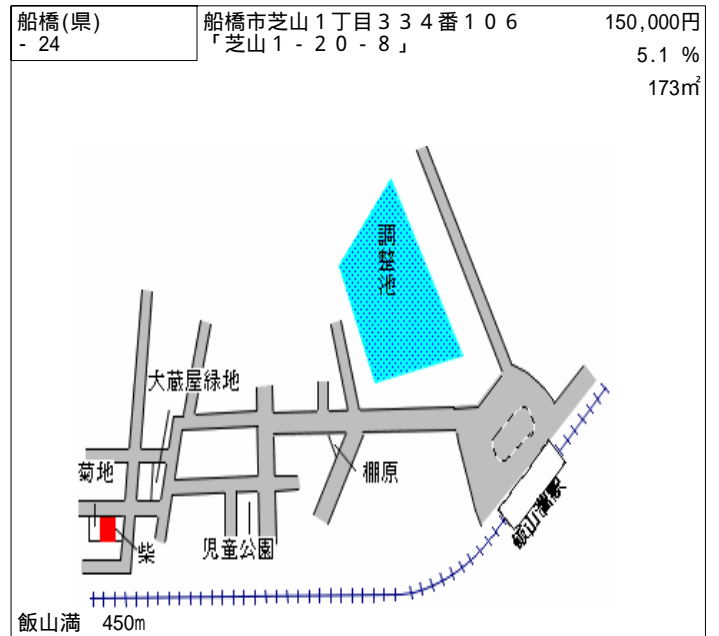 船橋(県)
- 24
船橋市芝山１丁目３３４番１０６
「芝山１-２０-８」
150,000円
5.1 %
173㎡
調整池
大蔵屋緑地
菊地
棚原
柴
児童公園
飯山満駅
飯山満 450m